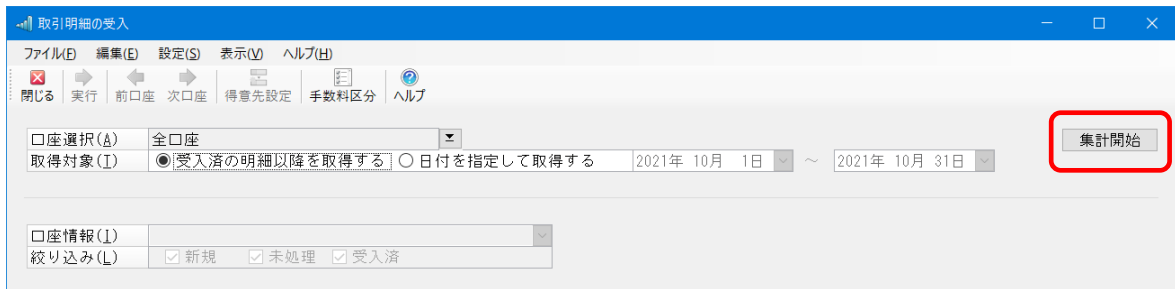 取引明細の受入
ファイル(F) 編集(E) 設定(S) 表示(V) ヘルプ(H)
閉じる 実行 前口座 次口座 得意先設定 手数料区分 ヘルプ
口座選択(A) 全口座 集計開始
取得対象(T) 受入済の明細以降を取得する 日付を指定して取得する 2021年 10月 1日 ～ 2021年 10月 31日
口座情報(I)
絞り込み(L) 新規 未処理 受入済